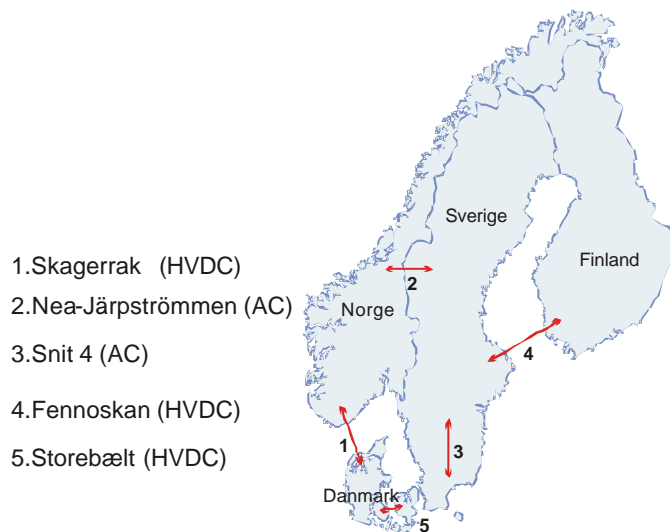 1.Skagerrak (HVDC)
2.Nea-Järpströmmen (AC)
3.Snit 4 (AC)
4.Fennoskan (HVDC)
5.Storebælt (HVDC)
Sverige
Finland
2
Norge
4
1
3
Danmark
5